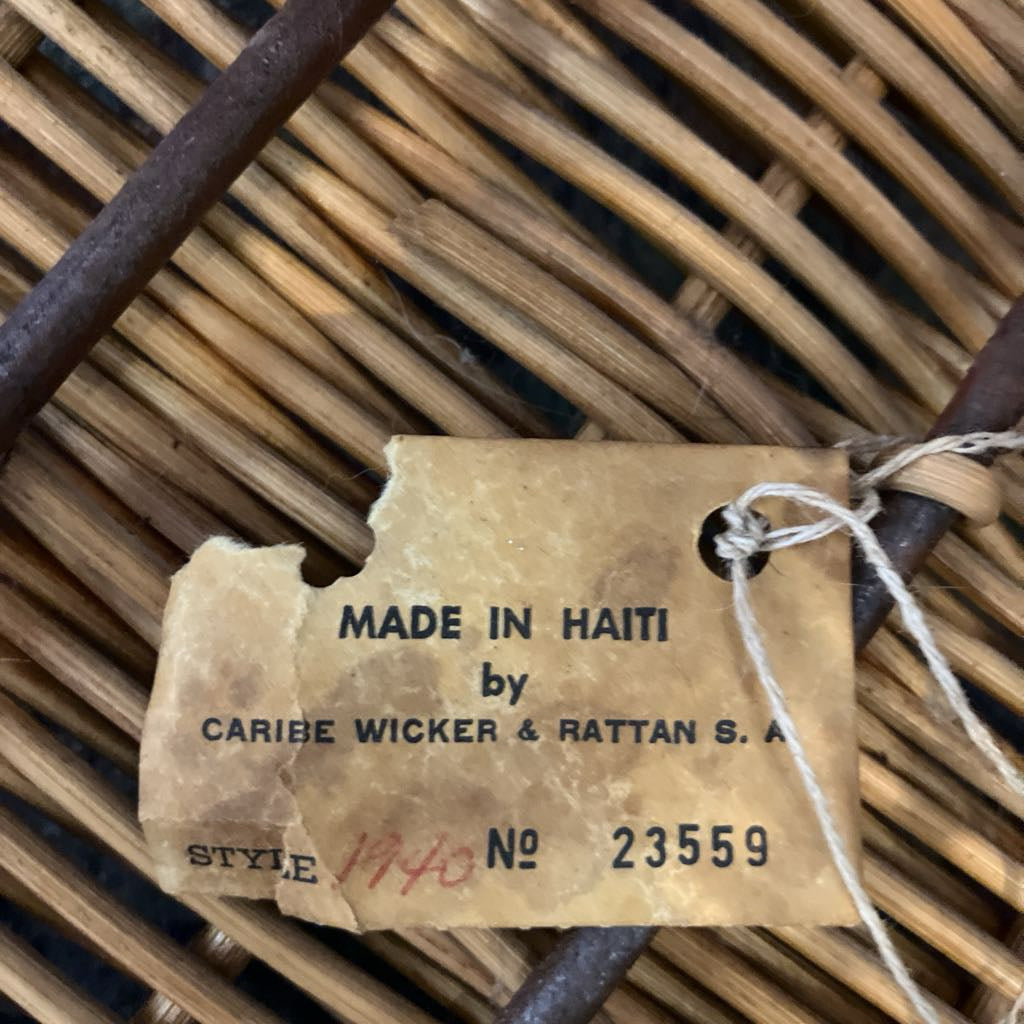 MADE IN HAITI
by
CARIBE WICKER & RATTAN S. A
STYLE 1940 Nº 23559